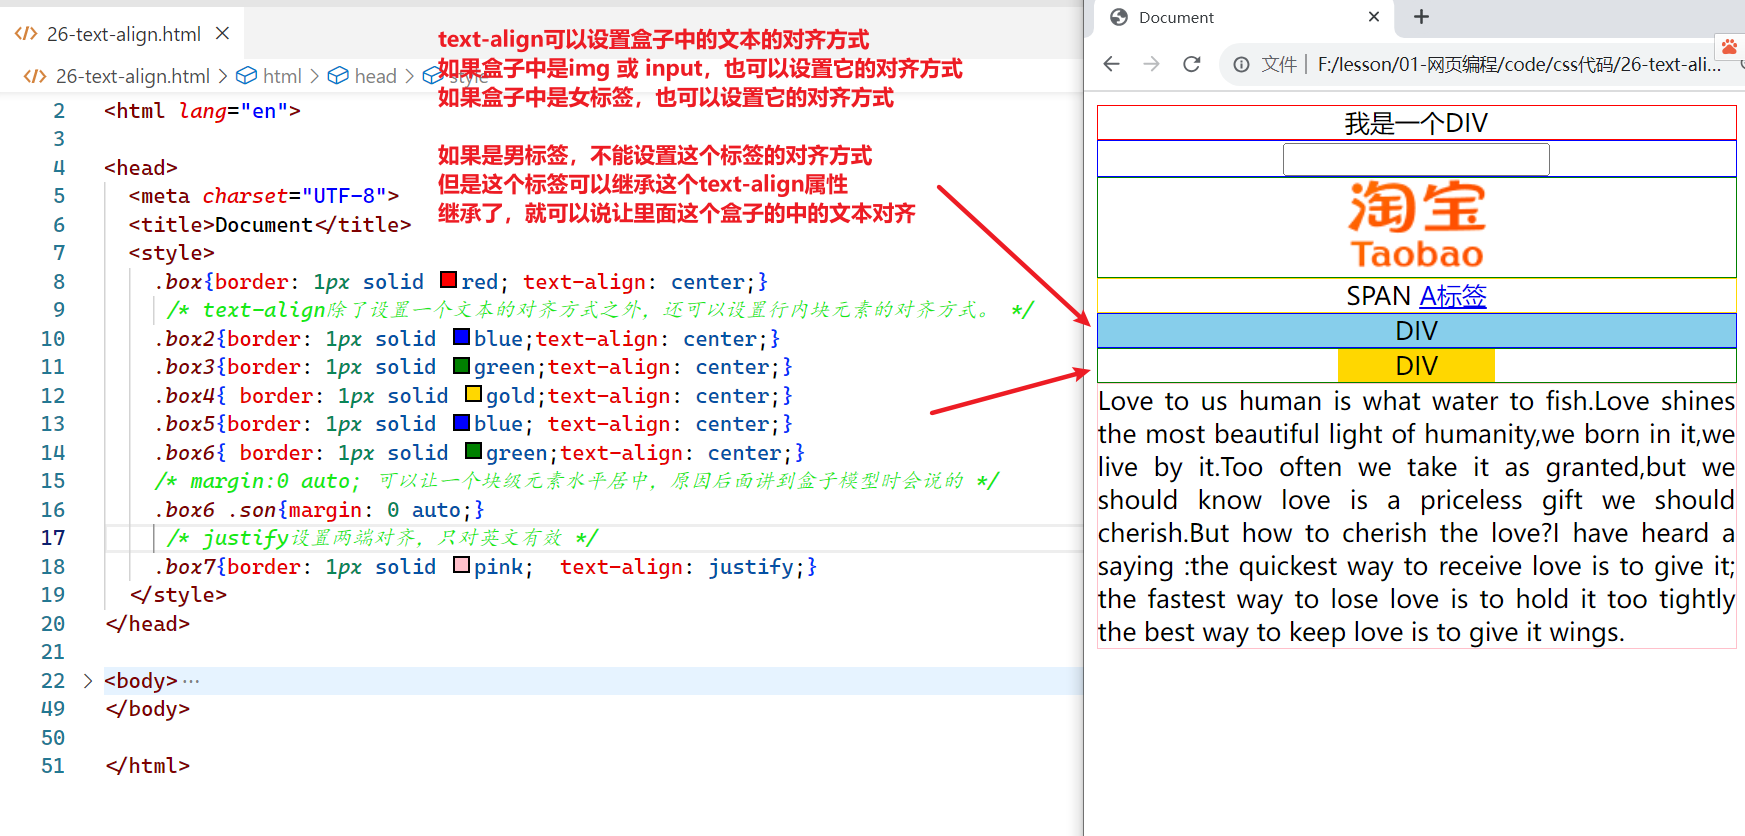 26-text-align.html
26-text-align.html > html > head > style
text-align可以设置盒子中的文本的对齐方式
如果盒子中是img 或 input，也可以设置它的对齐方式
如果盒子中是女标签，也可以设置它的对齐方式
如果是男标签，不能设置这个标签的对齐方式
但是这个标签可以继承这个text-align属性
继承了，就可以说让里面这个盒子的中的文本对齐
2 <html lang="en">
3
4 <head>
5 <meta charset="UTF-8">
6 <title>Document</title>
7 <style>
8 .box{border: 1px solid red; text-align: center;}
9 /* text-align除了设置一个文本的对齐方式之外，还可以设置行内块元素的对齐方式。 */
10 .box2{border: 1px solid blue;text-align: center;}
11 .box3{border: 1px solid green;text-align: center;}
12 .box4{ border: 1px solid gold;text-align: center;}
13 .box5{border: 1px solid blue; text-align: center;}
14 .box6{ border: 1px solid green;text-align: center;}
15 /* margin:0 auto; 可以让一个块级元素水平居中，原因后面讲到盒子模型时会说的 */
16 .box6 .son{margin: 0 auto;}
17 /* justify设置两端对齐，只对英文有效 */
18 .box7{border: 1px solid pink; text-align: justify;}
19 </style>
20 </head>
21
22 <body>…
49 </body>
50
51 </html>
Document
文件 | F:/lesson/01-网页编程/code/css代码/26-text-ali...
我是一个DIV
淘宝
Taobao
SPAN A标签
DIV
DIV
Love to us human is what water to fish.Love shines
the most beautiful light of humanity,we born in it,we
live by it.Too often we take it as granted,but we
should know love is a priceless gift we should
cherish.But how to cherish the love?I have heard a
saying :the quickest way to receive love is to give it;
the fastest way to lose love is to hold it too tightly
the best way to keep love is to give it wings.